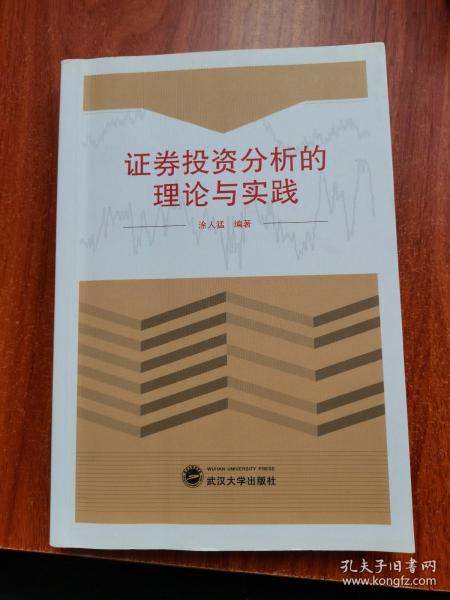 证券投资分析的
理论与实践
涂人猛 编著
WUHAN UNIVERSITY PRESS
武汉大学出版社
孔夫子旧书网
www.kongfz.com